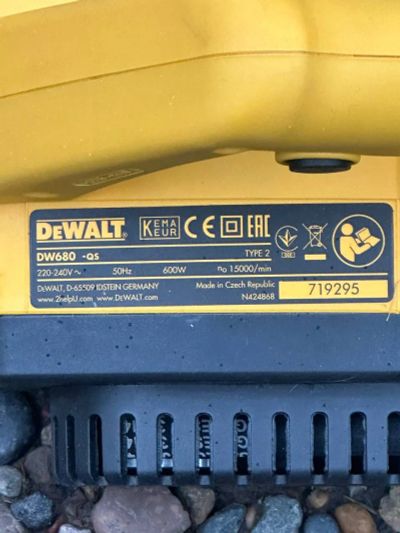 DEWALT®
KEMA
KEUR
CE
EAC
DW680 -QS
TYPE 2
220-240V ~ 50Hz 600W n₀ 15000/min
DEWALT, D-65509 IDSTEIN GERMANY
Made in Czech Republic
www.2helpU.com www.DEWALT.com
N424868
719295